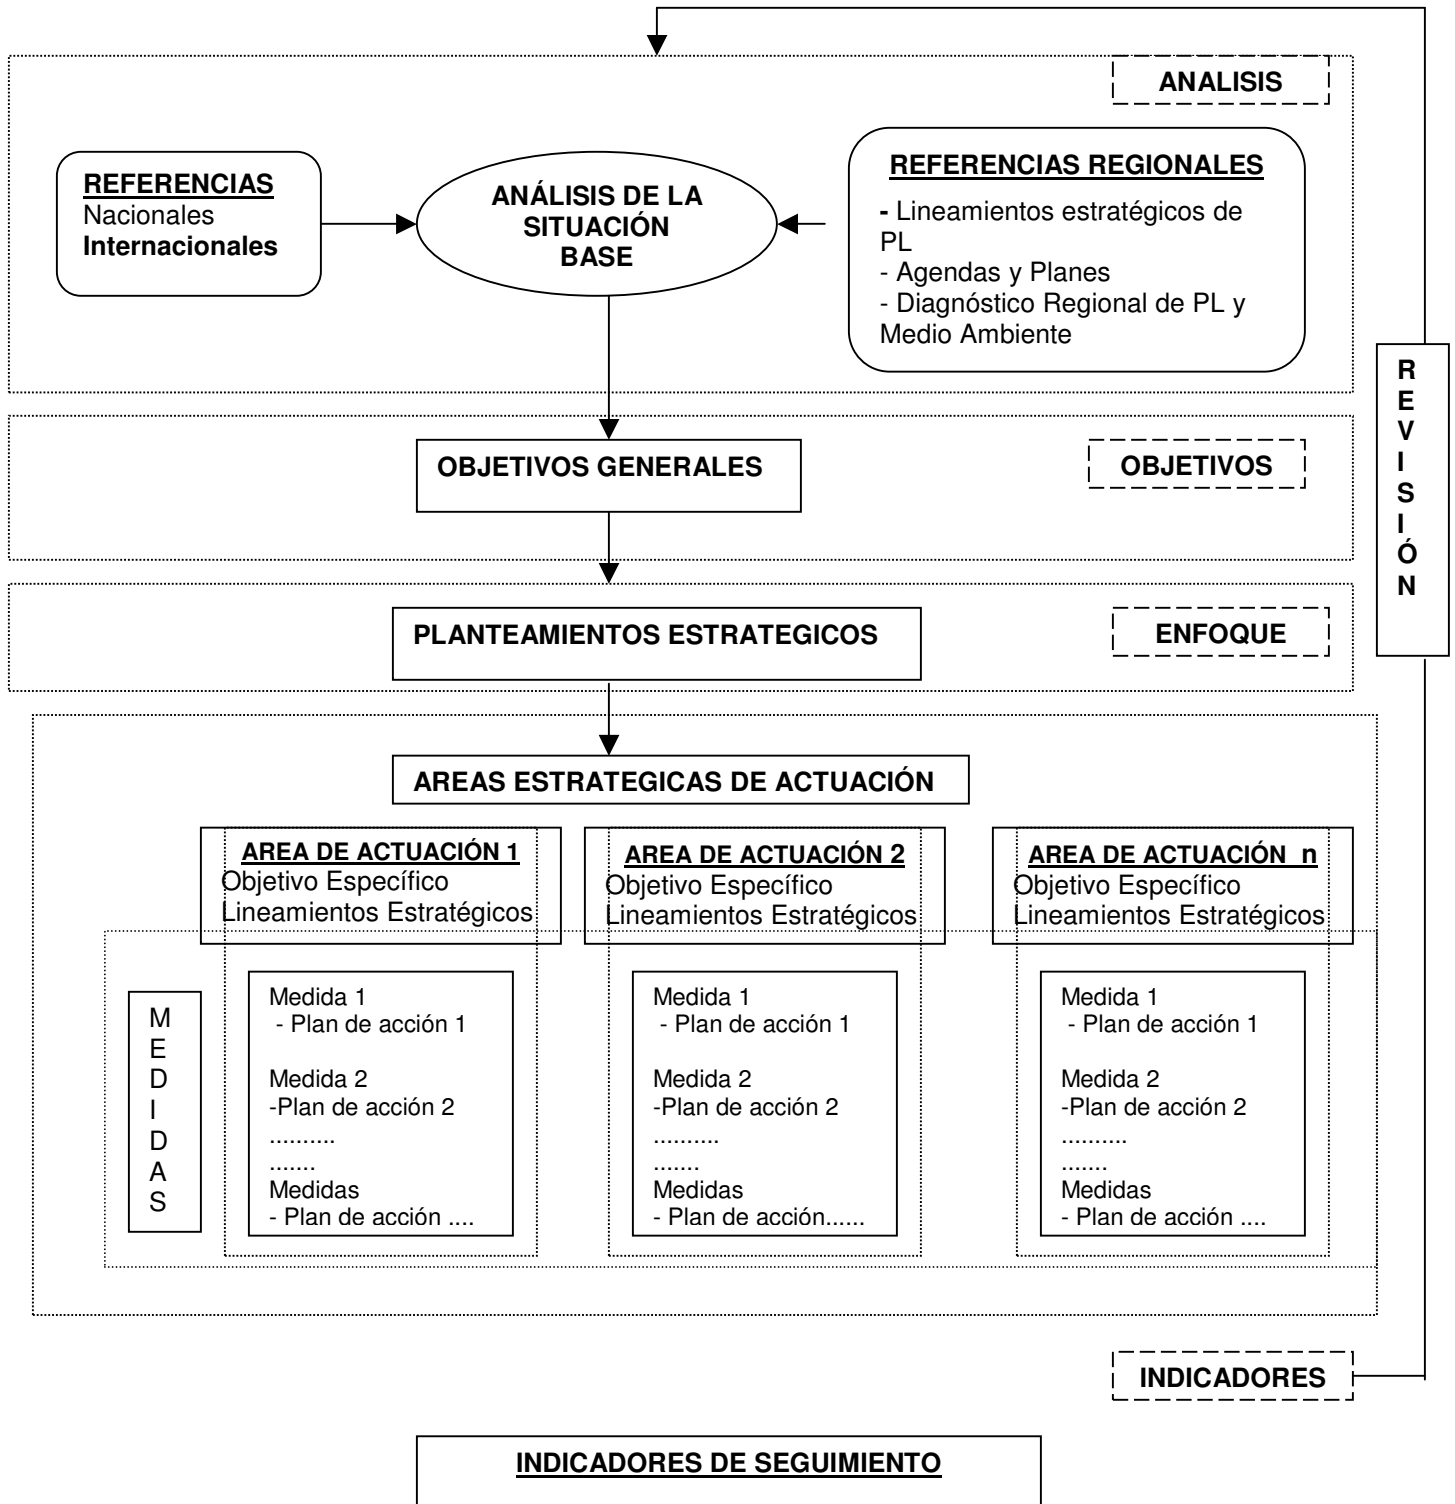 ANALISIS
REFERENCIAS
Nacionales
Internacionales
ANÁLISIS DE LA
SITUACIÓN
BASE
REFERENCIAS REGIONALES
- Lineamientos estratégicos de
PL
- Agendas y Planes
- Diagnóstico Regional de PL y
Medio Ambiente
OBJETIVOS GENERALES
OBJETIVOS
PLANTEAMIENTOS ESTRATEGICOS
ENFOQUE
R
E
V
I
S
I
Ó
N
AREAS ESTRATEGICAS DE ACTUACIÓN
AREA DE ACTUACIÓN 1
Objetivo Específico
Lineamientos Estratégicos
AREA DE ACTUACIÓN 2
Objetivo Específico
Lineamientos Estratégicos
AREA DE ACTUACIÓN  n
Objetivo Específico
Lineamientos Estratégicos
M
E
D
I
D
A
S
Medida 1
- Plan de acción 1
Medida 2
-Plan de acción 2
..........
.......
Medidas
- Plan de acción ....
Medida 1
- Plan de acción 1
Medida 2
-Plan de acción 2
..........
.......
Medidas
- Plan de acción......
Medida 1
- Plan de acción 1
Medida 2
-Plan de acción 2
..........
.......
Medidas
- Plan de acción ....
INDICADORES
INDICADORES DE SEGUIMIENTO